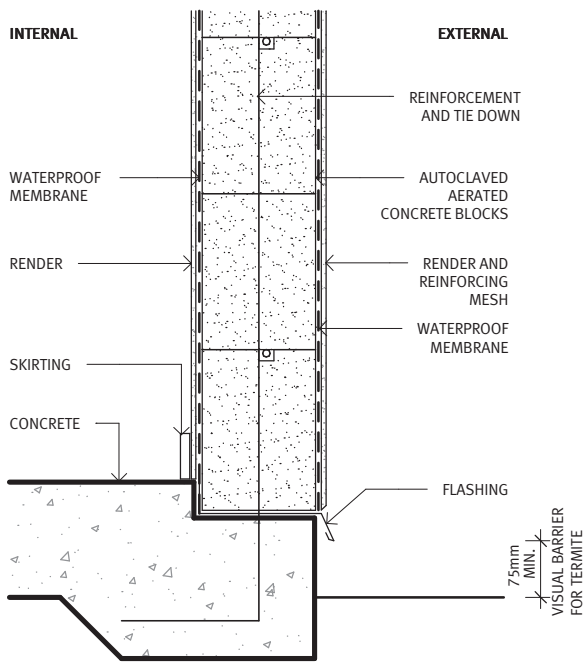 INTERNAL
EXTERNAL
REINFORCEMENT
AND TIE DOWN
WATERPROOF
MEMBRANE
AUTOCLAVED
AERATED
CONCRETE BLOCKS
RENDER
RENDER AND
REINFORCING
MESH
WATERPROOF
MEMBRANE
SKIRTING
CONCRETE
FLASHING
75mm
MIN.
VISUAL BARRIER
FOR TERMITE